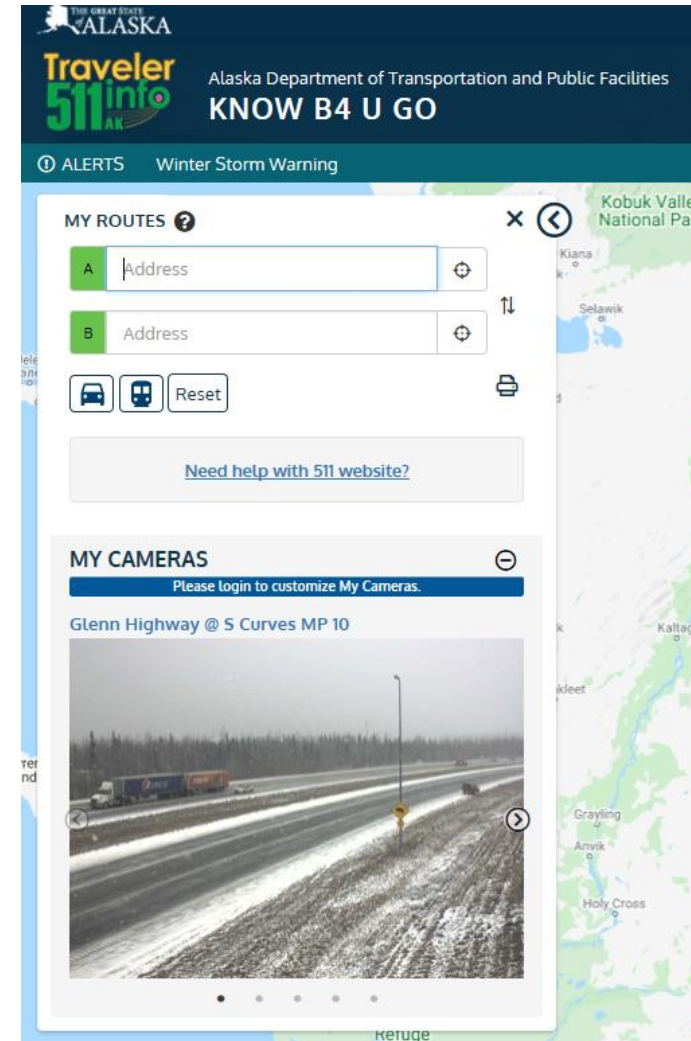 THE GREAT STATE
of ALASKA
Traveler
511info
AK
Alaska Department of Transportation and Public Facilities
KNOW B4 U GO
ALERTS Winter Storm Warning
MY ROUTES
A Address
B Address
Reset
Need help with 511 website?
MY CAMERAS
Please login to customize My Cameras.
Glenn Highway @ S Curves MP 10
pepsi
Kobuk Valle
National Pa
Kiana
Selawik
Kaltag
kleet
Grayling
Anvik
Holy Cross
Refuge